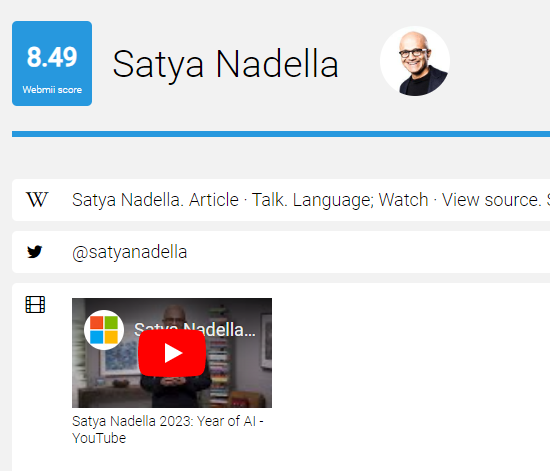 8.49
Webmii score
Satya Nadella
W
Satya Nadella. Article · Talk. Language; Watch · View source.
@satyanadella
Satya Nadella...
Satya Nadella 2023: Year of AI -
YouTube